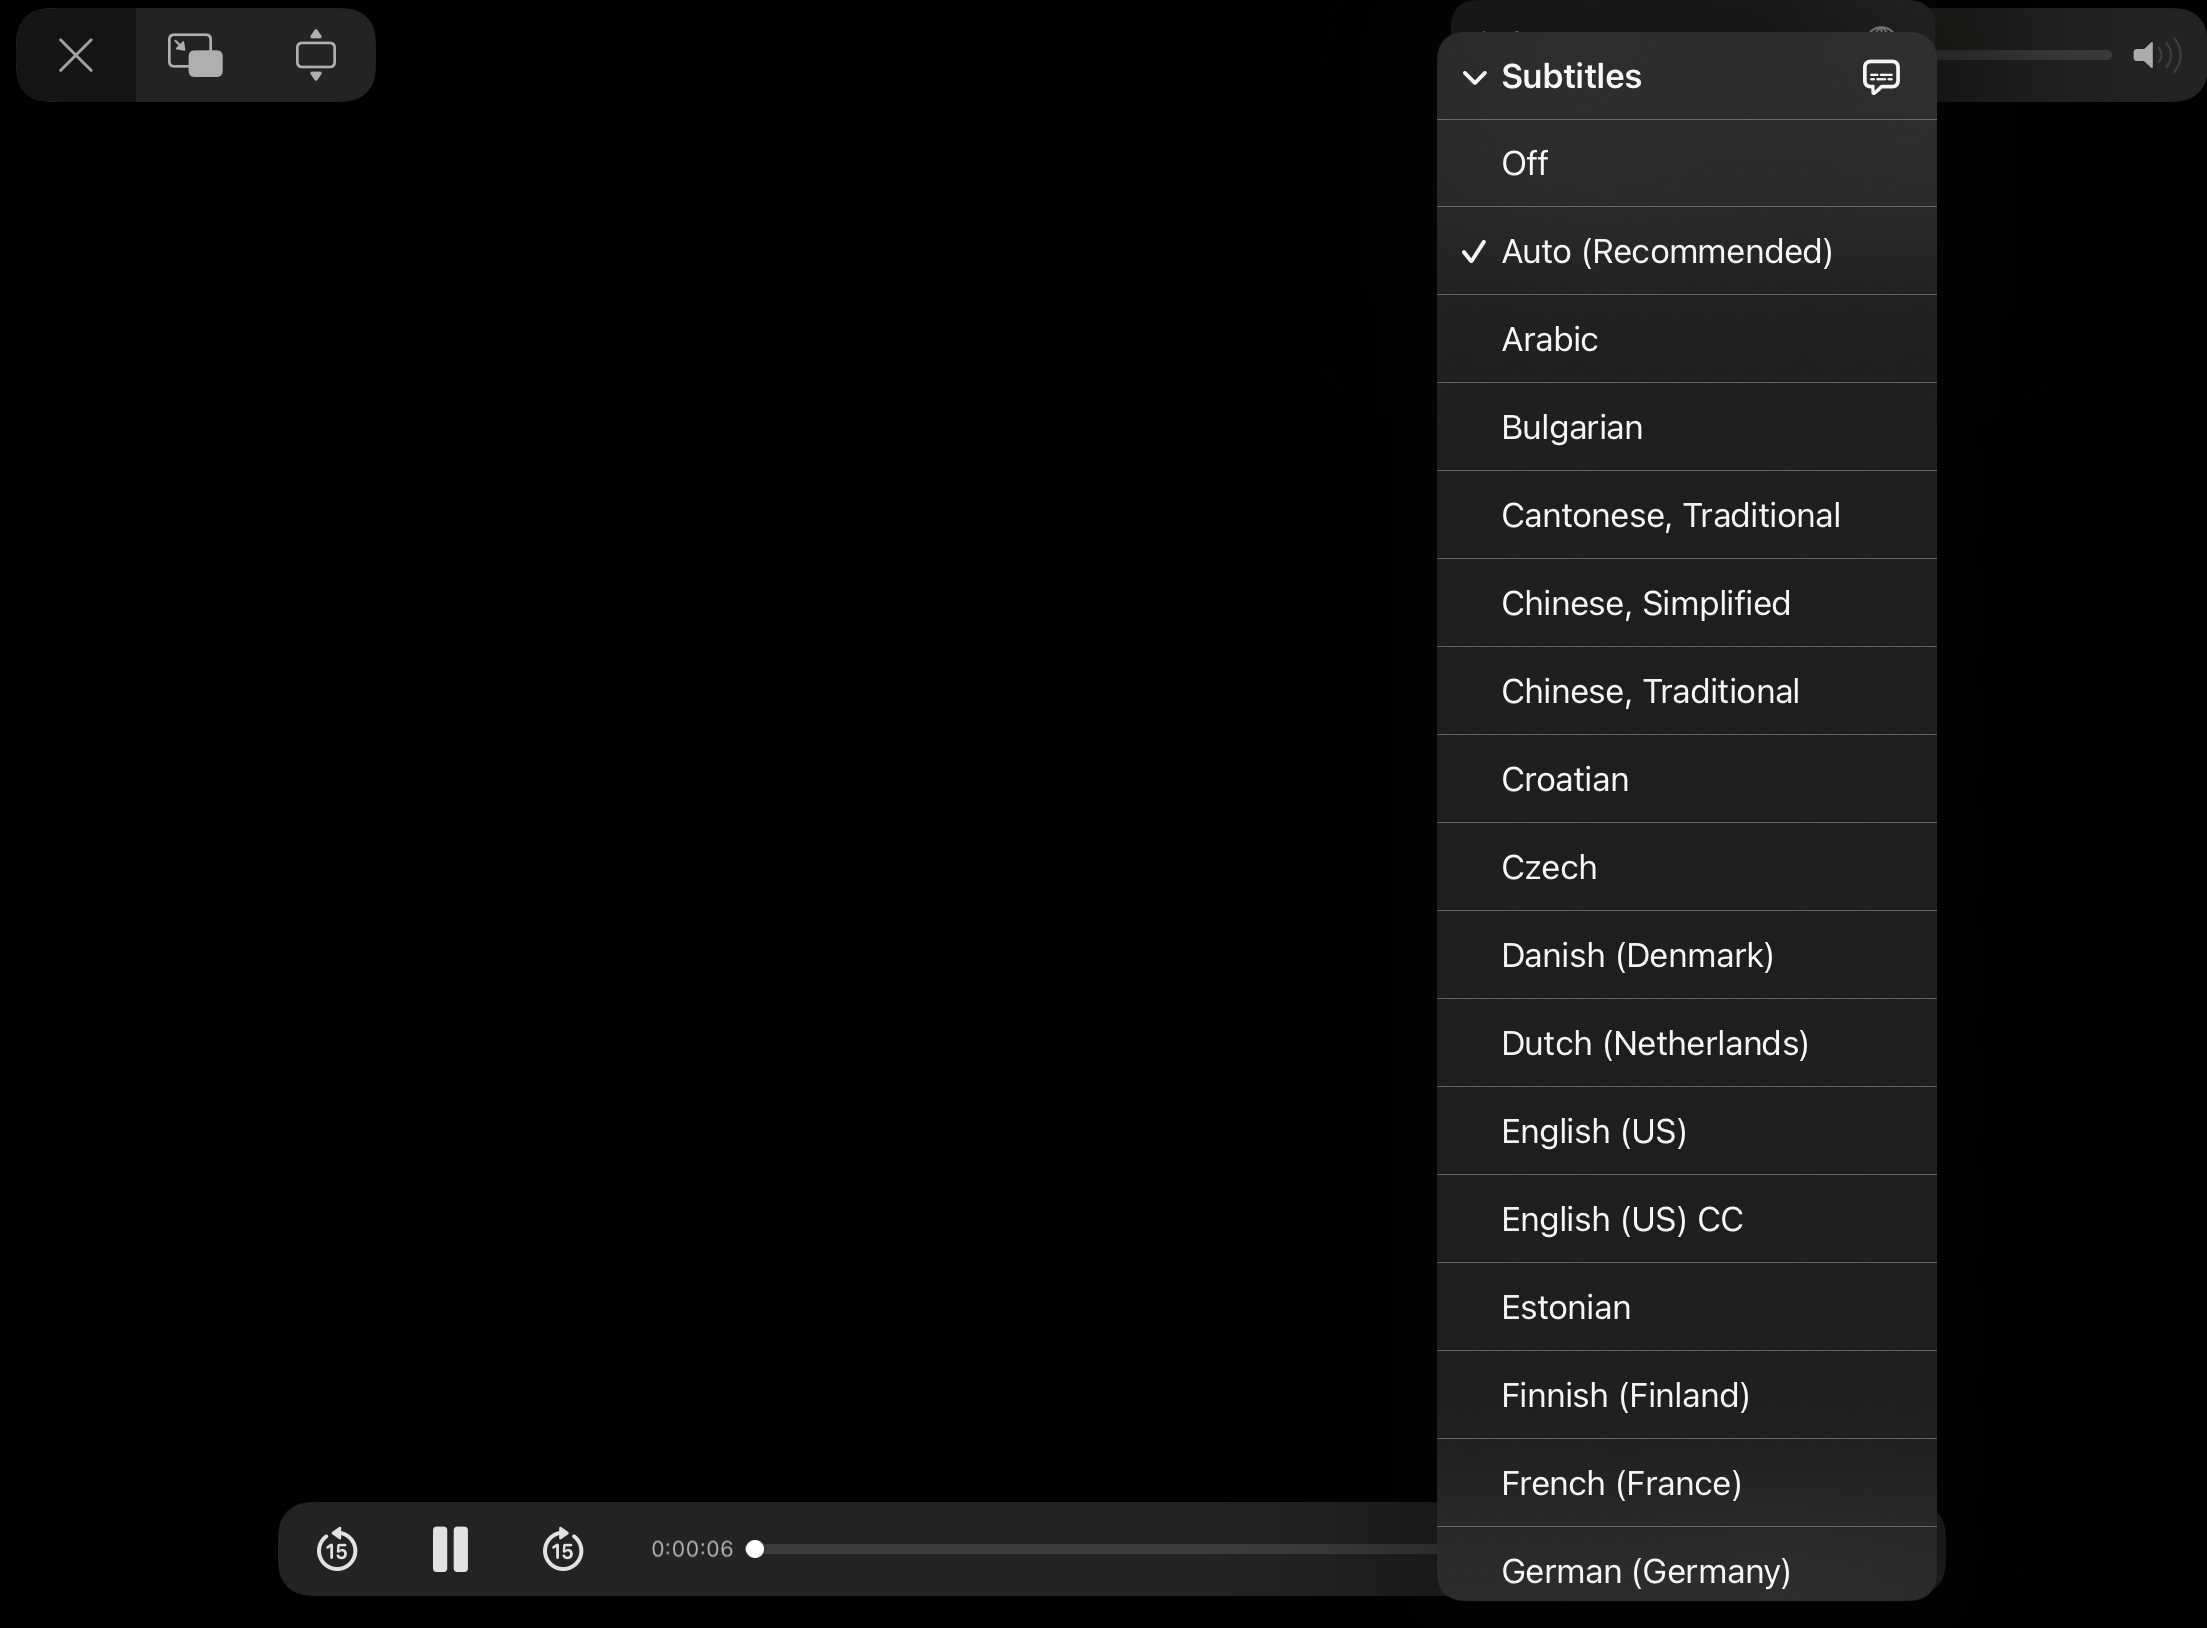 Subtitles
Off
Auto (Recommended)
Arabic
Bulgarian
Cantonese, Traditional
Chinese, Simplified
Chinese, Traditional
Croatian
Czech
Danish (Denmark)
Dutch (Netherlands)
English (US)
English (US) CC
Estonian
Finnish (Finland)
French (France)
German (Germany)
15
15
0:00:06